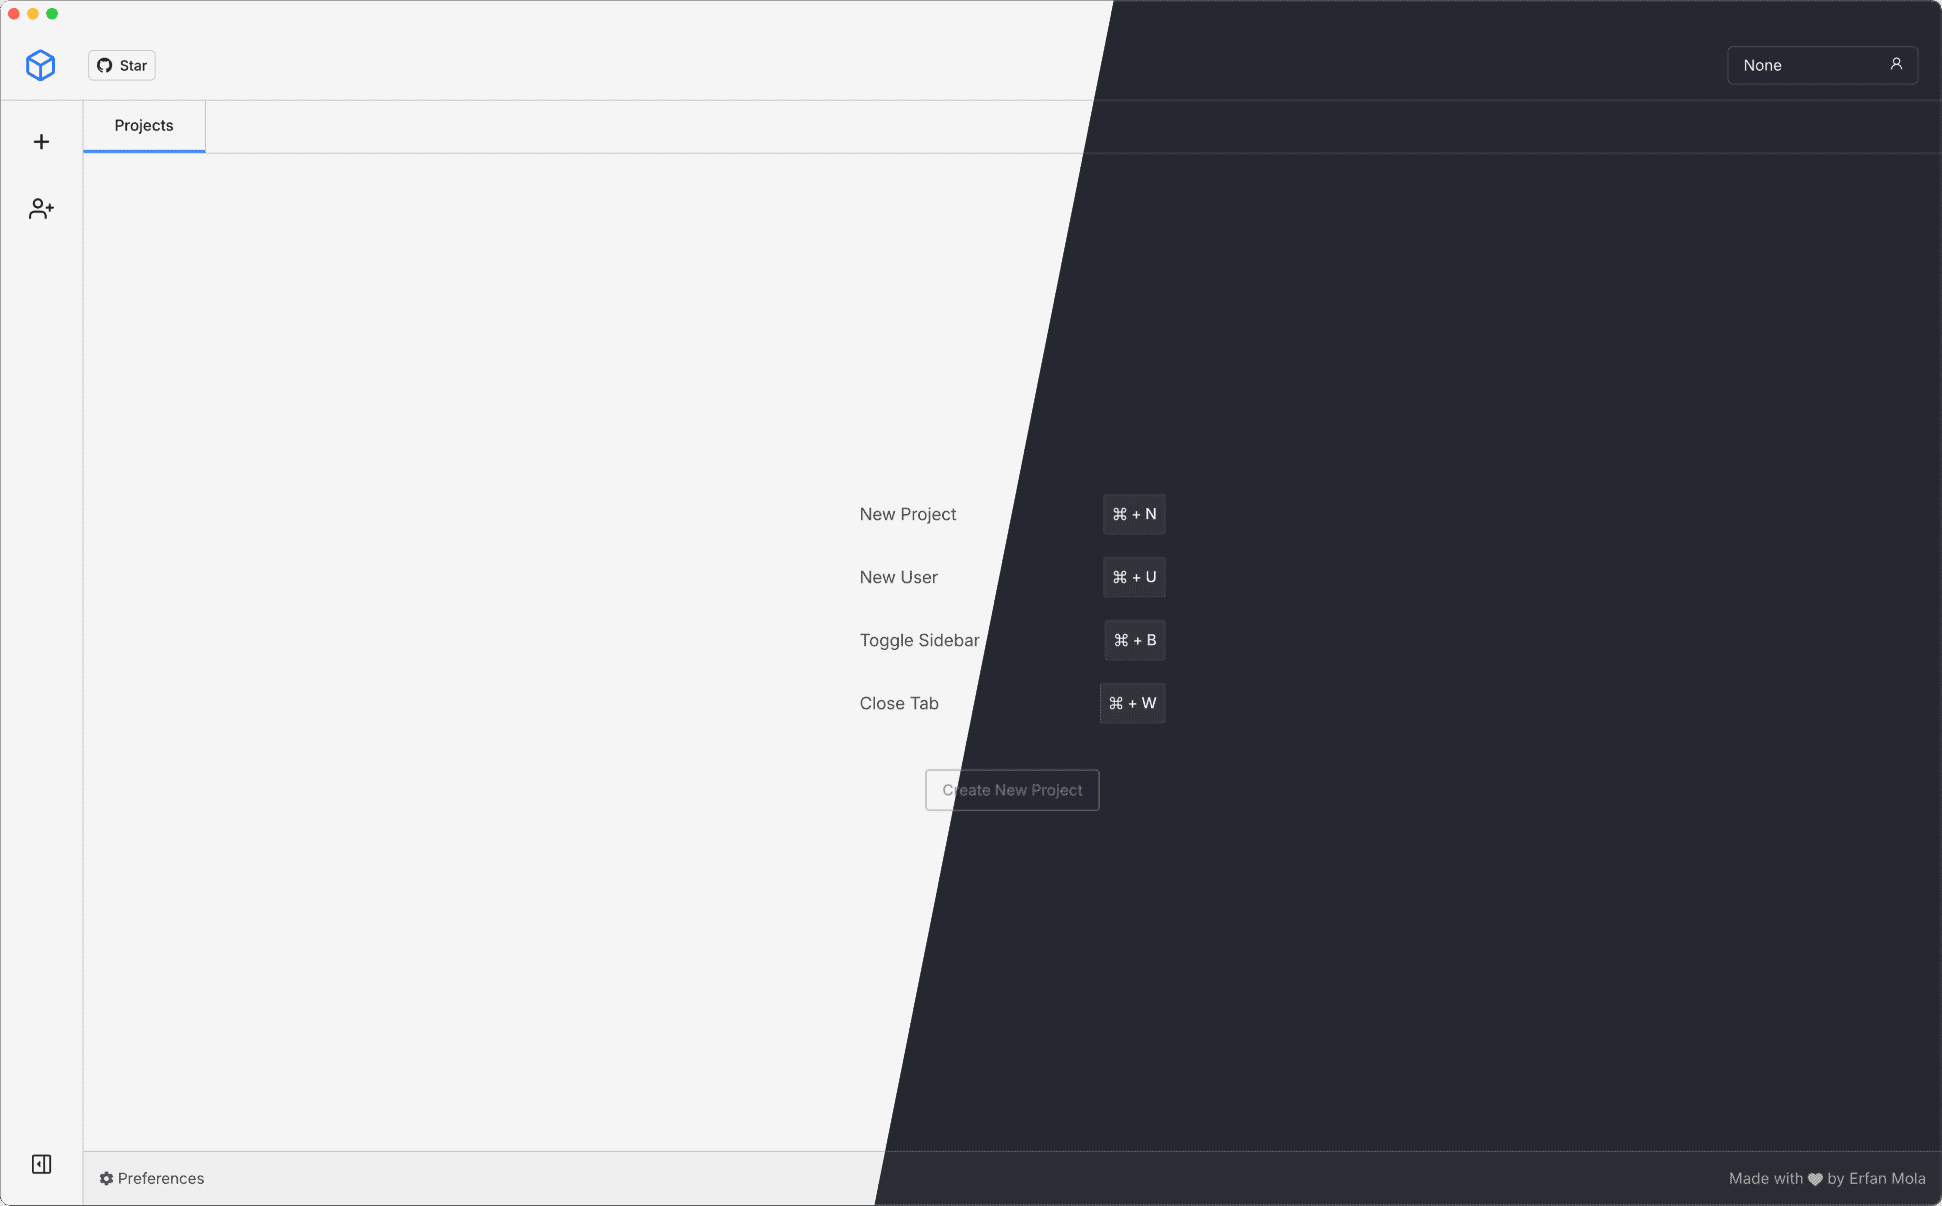 Star
None
Projects
New Project ⌘ + N
New User ⌘ + U
Toggle Sidebar ⌘ + B
Close Tab ⌘ + W
Create New Project
Preferences
Made with ♥ by Erfan Mola